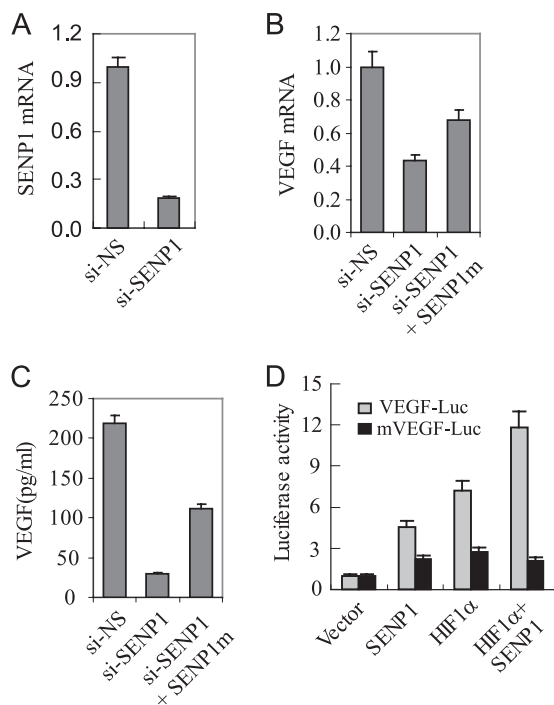 A
SENP1 mRNA
1.2
0.9
0.6
0.3
0.0
si-NS
si-SENP1
B
VEGF mRNA
1.2
1.0
0.8
0.6
0.4
0.2
0.0
si-NS
si-SENP1
si-SENP1
+ SENP1m
C
VEGF(pg/ml)
250
200
150
100
50
0
si-NS
si-SENP1
si-SENP1
+ SENP1m
D
Luciferase activity
15
12
9
6
3
0
VEGF-Luc
mVEGF-Luc
Vector
SENP1
HIF1α
HIF1α+
SENP1